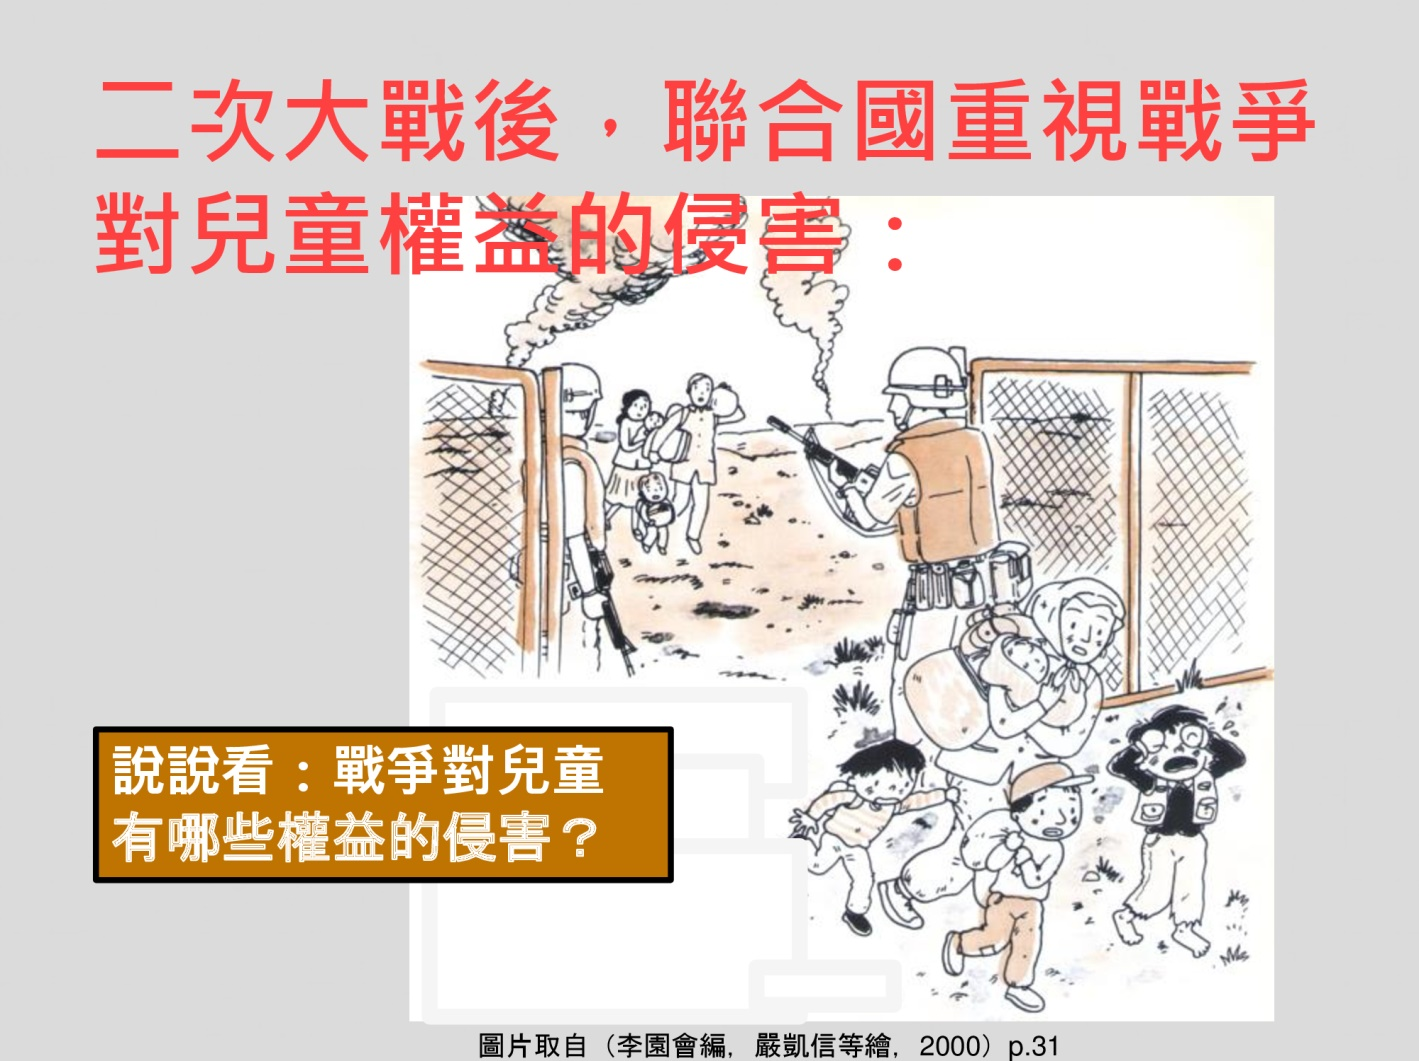 二次大戰後，聯合國重視戰爭
對兒童權益的侵害：
說說看：戰爭對兒童
有哪些權益的侵害？
圖片取自（李園會編，嚴凱信等繪，2000）p.31